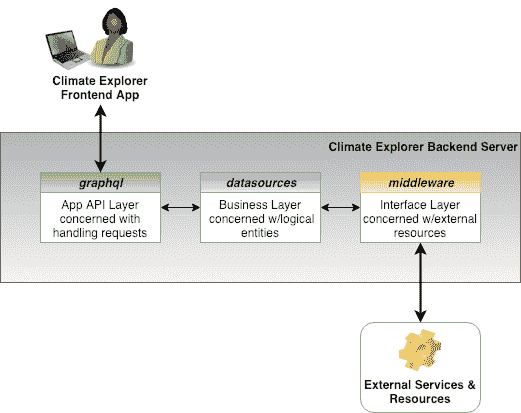 Climate Explorer
Frontend App
Climate Explorer Backend Server
graphql
App API Layer
concerned with
handling requests
datasources
Business Layer
concerned w/logical
entities
middleware
Interface Layer
concerned w/external
resources
External Services &
Resources